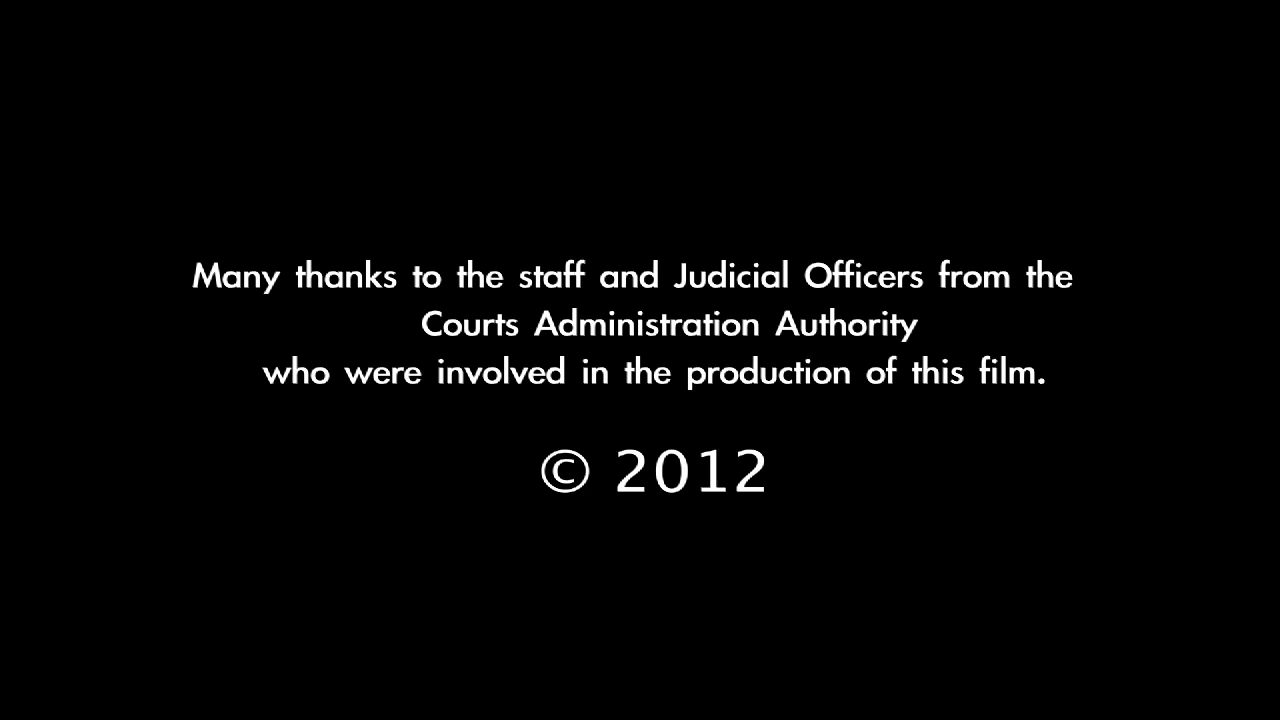 Many thanks to the staff and Judicial Officers from the
Courts Administration Authority
who were involved in the production of this film.
© 2012